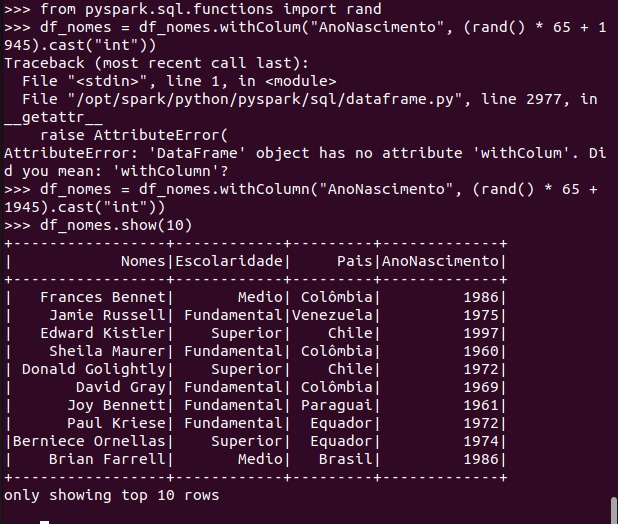 >>> from pyspark.sql.functions import rand
>>> df_nomes = df_nomes.withColum("AnoNascimento", (rand() * 65 + 1
945).cast("int"))
Traceback (most recent call last):
  File "<stdin>", line 1, in <module>
  File "/opt/spark/python/pyspark/sql/dataframe.py", line 2977, in
__getattr__
    raise AttributeError(
AttributeError: 'DataFrame' object has no attribute 'withColum'. Di
d you mean: 'withColumn'?
>>> df_nomes = df_nomes.withColumn("AnoNascimento", (rand() * 65 +
1945).cast("int"))
>>> df_nomes.show(10)
+-----------------+------------+---------+-------------+
|            Nomes|Escolaridade|     Pais|AnoNascimento|
+-----------------+------------+---------+-------------+
|   Frances Bennet|       Medio| Colômbia|         1986|
|    Jamie Russell| Fundamental|Venezuela|         1975|
|   Edward Kistler|    Superior|    Chile|         1997|
|    Sheila Maurer| Fundamental| Colômbia|         1960|
| Donald Golightly|    Superior|    Chile|         1972|
|       David Gray| Fundamental| Colômbia|         1969|
|      Joy Bennett| Fundamental| Paraguai|         1961|
|      Paul Kriese| Fundamental|  Equador|         1972|
|Berniece Ornellas|    Superior|  Equador|         1974|
|    Brian Farrell|       Medio|   Brasil|         1986|
+-----------------+------------+---------+-------------+
only showing top 10 rows